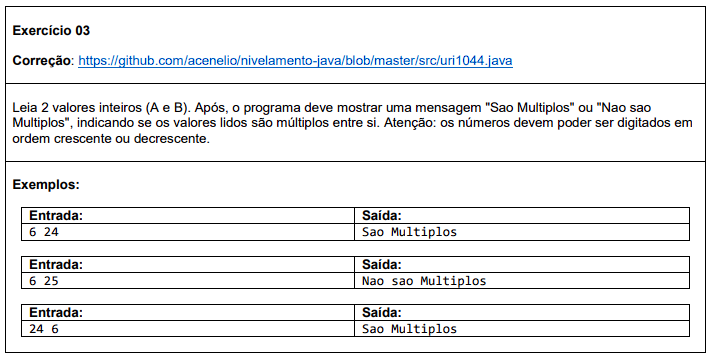 Exercício 03
Correção: https://github.com/acenelio/nivelamento-java/blob/master/src/uri1044.java
Leia 2 valores inteiros (A e B). Após, o programa deve mostrar uma mensagem "Sao Multiplos" ou "Nao sao
Multiplos", indicando se os valores lidos são múltiplos entre si. Atenção: os números devem poder ser digitados em
ordem crescente ou decrescente.
Exemplos:
Entrada: Saída:
6 24 Sao Multiplos
Entrada: Saída:
6 25 Nao sao Multiplos
Entrada: Saída:
24 6 Sao Multiplos